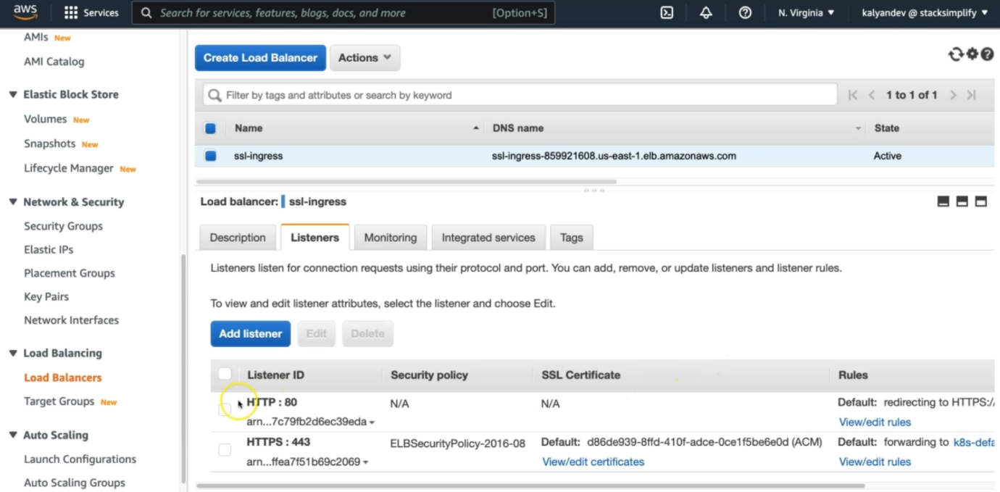 aws Services Search for services, features, blogs, docs, and more [Option+S] N. Virginia ▼ kalyandev @ stacksimplify ▼
AMIs New
AMI Catalog
▼ Elastic Block Store
Volumes New
Snapshots New
Lifecycle Manager New
▼ Network & Security
Security Groups
Elastic IPs
Placement Groups
Key Pairs
Network Interfaces
▼ Load Balancing
Load Balancers
Target Groups New
▼ Auto Scaling
Launch Configurations
Auto Scaling Groups
Create Load Balancer Actions
Filter by tags and attributes or search by keyword 1 to 1 of 1
Name DNS name State
ssl-ingress ssl-ingress-859921608.us-east-1.elb.amazonaws.com Active
Load balancer: ssl-ingress
Description Listeners Monitoring Integrated services Tags
Listeners listen for connection requests using their protocol and port. You can add, remove, or update listeners and listener rules.
To view and edit listener attributes, select the listener and choose Edit.
Add listener Edit Delete
Listener ID Security policy SSL Certificate Rules
HTTP : 80 N/A N/A Default: redirecting to HTTPS:/
arn...7c79fb2d6ec39eda View/edit rules
HTTPS : 443 ELBSecurityPolicy-2016-08 Default: d86de939-8ffd-410f-adce-0ce1f5be6e0d (ACM) Default: forwarding to k8s-defa
arn...ffea7f51b69c2069 View/edit certificates View/edit rules